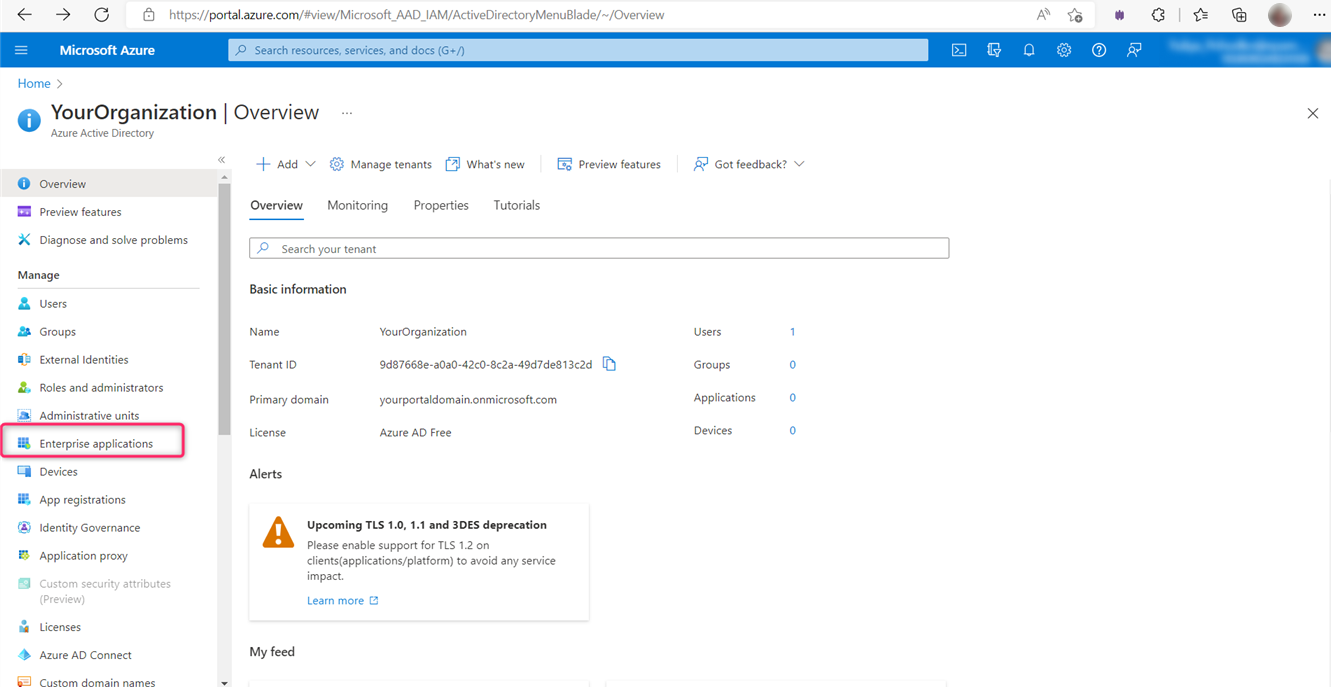 https://portal.azure.com/#view/Microsoft_AAD_IAM/ActiveDirectoryMenuBlade/~/Overview
Microsoft Azure
Search resources, services, and docs (G+/)
Home
YourOrganization | Overview
Azure Active Directory
Add
Manage tenants
What's new
Preview features
Got feedback?
Overview
Preview features
Diagnose and solve problems
Manage
Users
Groups
External Identities
Roles and administrators
Administrative units
Enterprise applications
Devices
App registrations
Identity Governance
Application proxy
Custom security attributes
(Preview)
Licenses
Azure AD Connect
Custom domain names
Overview
Monitoring
Properties
Tutorials
Search your tenant
Basic information
Name YourOrganization Users 1
Tenant ID 9d87668e-a0a0-42c0-8c2a-49d7de813c2d Groups 0
Primary domain yourportaldomain.onmicrosoft.com Applications 0
License Azure AD Free Devices 0
Alerts
Upcoming TLS 1.0, 1.1 and 3DES deprecation
Please enable support for TLS 1.2 on
clients(applications/platform) to avoid any service
impact.
Learn more
My feed